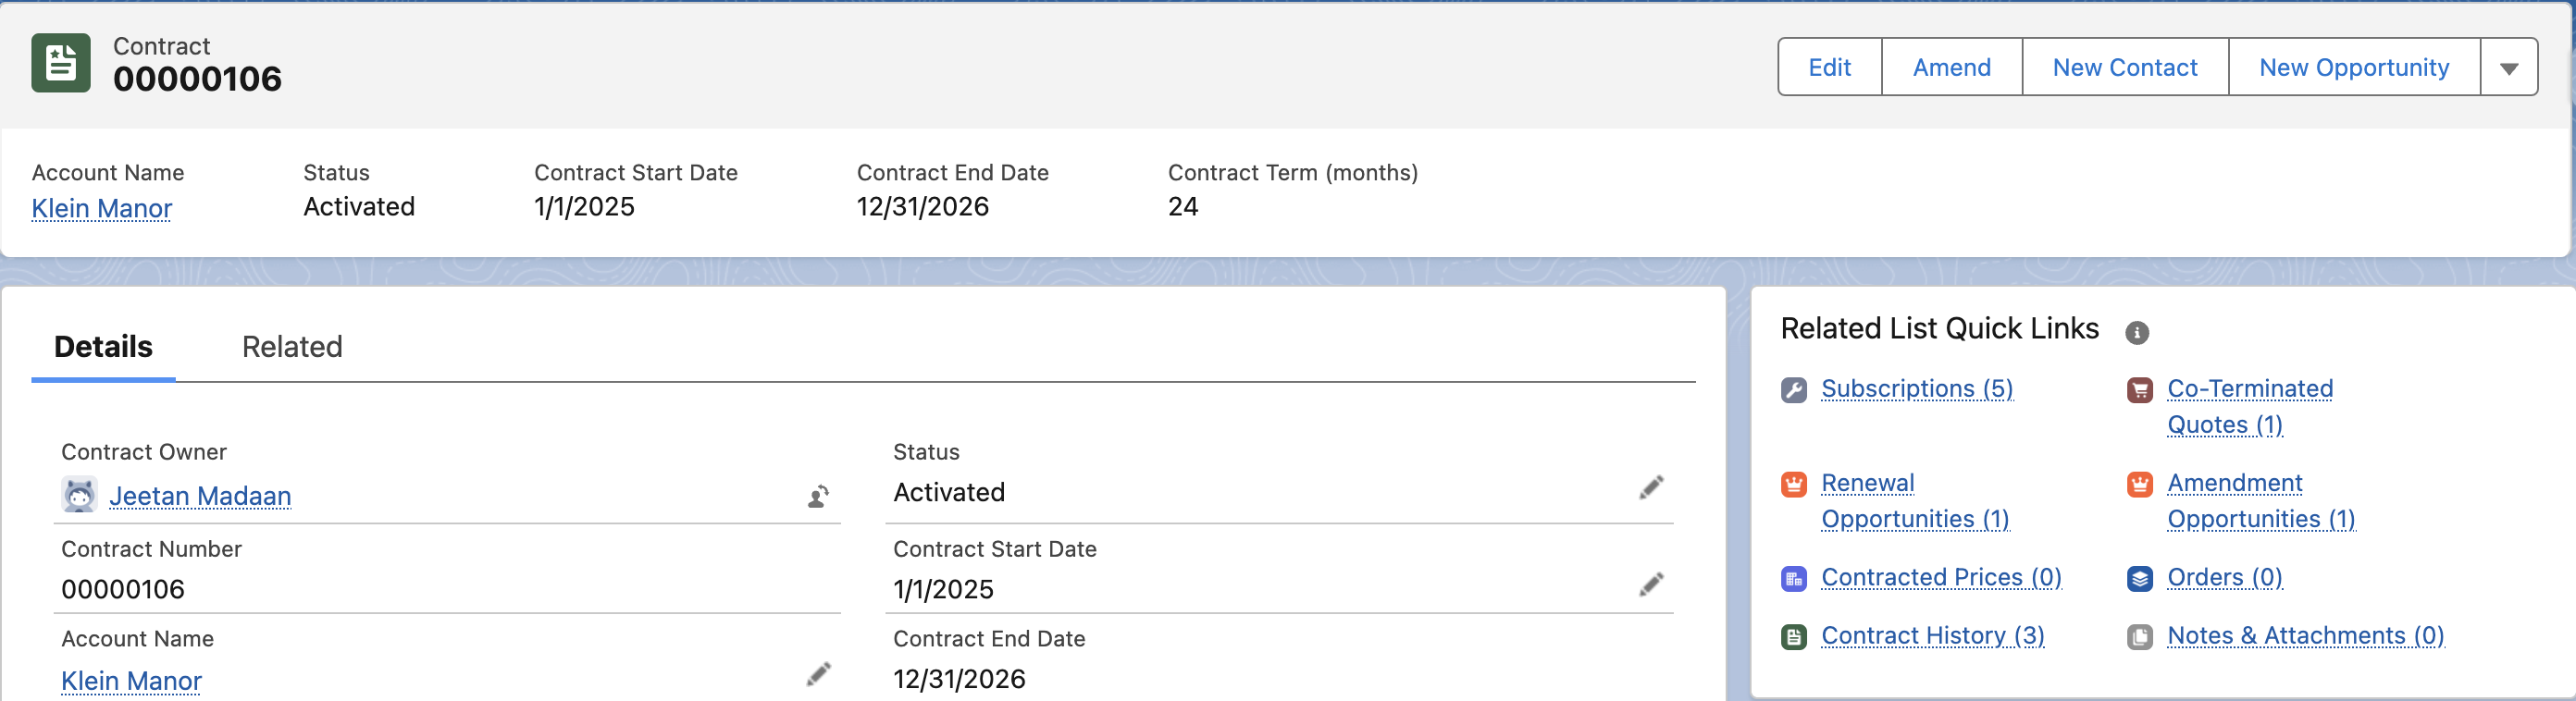 Contract
00000106
Edit
Amend
New Contact
New Opportunity
Account Name
Klein Manor
Status
Activated
Contract Start Date
1/1/2025
Contract End Date
12/31/2026
Contract Term (months)
24
Details
Related
Contract Owner
Jeetan Madaan
Status
Activated
Contract Number
00000106
Contract Start Date
1/1/2025
Account Name
Klein Manor
Contract End Date
12/31/2026
Related List Quick Links
Subscriptions (5)
Co-Terminated
Quotes (1)
Renewal
Opportunities (1)
Amendment
Opportunities (1)
Contracted Prices (0)
Orders (0)
Contract History (3)
Notes & Attachments (0)